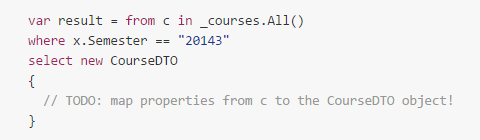 var result = from c in _courses.All()
where x.Semester == "20143"
select new CourseDTO
{
  // TODO: map properties from c to the CourseDTO object!
}